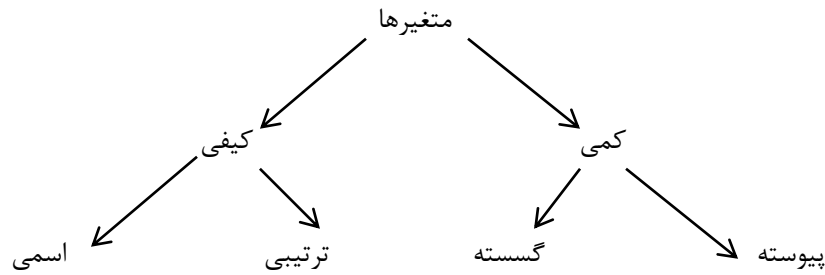 متغیرها
کمی کیفی
پیوسته گسسته ترتیبی اسمی